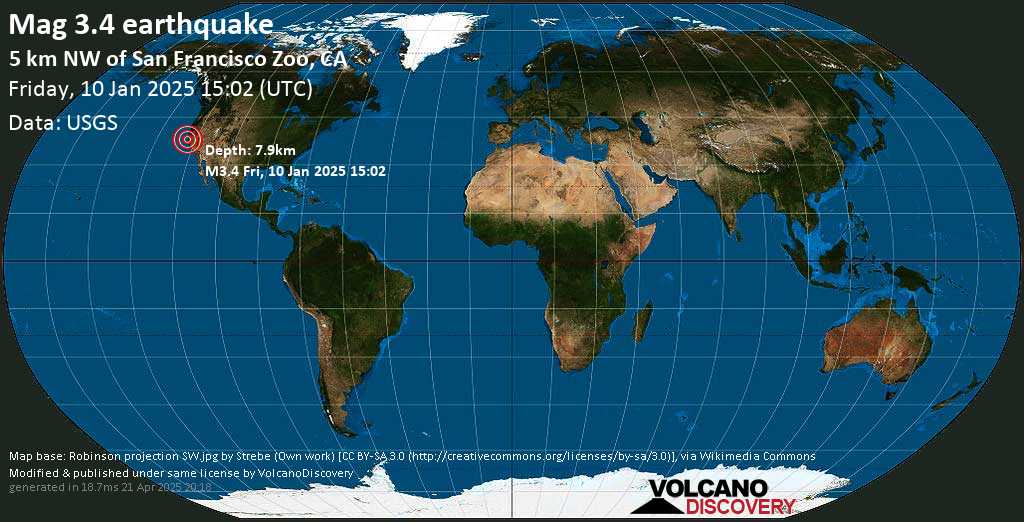 Mag 3.4 earthquake
5 km NW of San Francisco Zoo, CA
Friday, 10 Jan 2025 15:02 (UTC)
Data: USGS
Depth: 7.9km
M3.4 Fri, 10 Jan 2025 15:02
Map base: Robinson projection SW.jpg by Strebe (Own work) [CC BY-SA 3.0 (http://creativecommons.org/licenses/by-sa/3.0)], via Wikimedia Commons
Modified & published under same license by VolcanoDiscovery
generated in 18.7ms 21 Apr 2025 20:18
VOLCANO
DISCOVERY